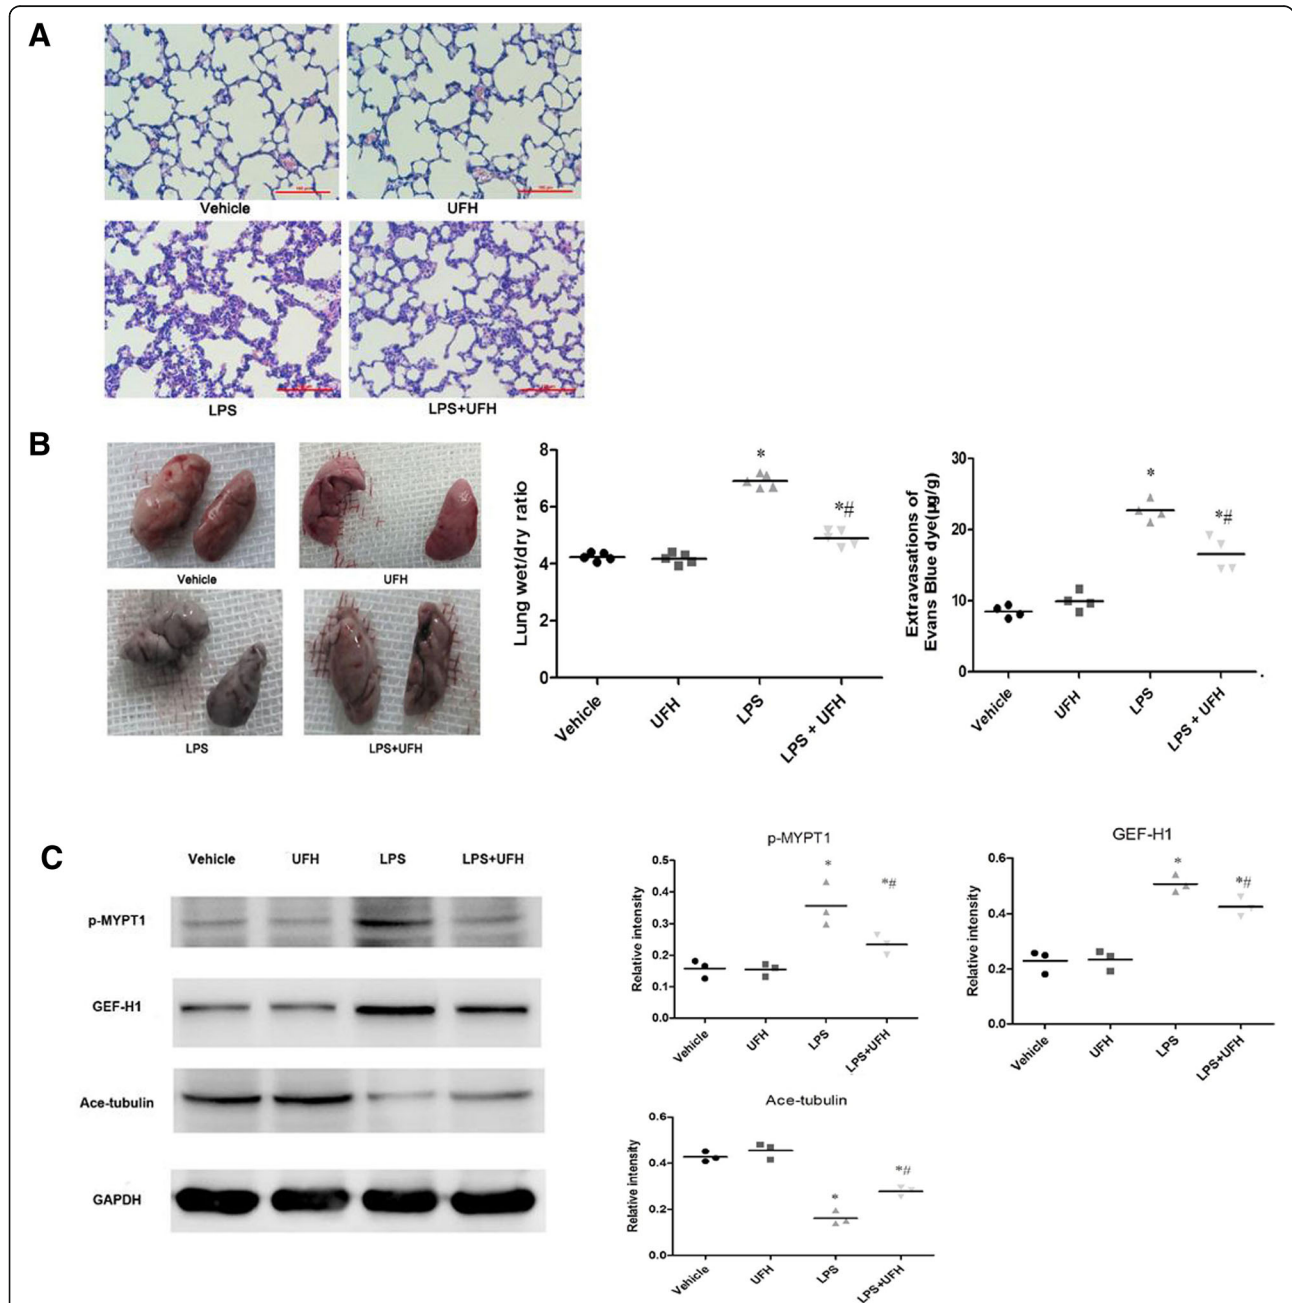 A
Vehicle
UFH
LPS
LPS+UFH
B
Vehicle
UFH
LPS
LPS+UFH
Lung wet/dry ratio
8
6
4
2
0
*
*#
Vehicle
UFH
LPS
LPS + UFH
Extravasations of
Evans Blue dye(μg/g)
30
20
10
0
*
*#
Vehicle
UFH
LPS
LPS + UFH
C
Vehicle UFH LPS LPS+UFH
p-MYPT1
GEF-H1
Ace-tubulin
GAPDH
p-MYPT1
Relative intensity
0.5
0.4
0.3
0.2
0.1
0.0
*
*#
Vehicle
UFH
LPS
LPS+UFH
GEF-H1
Relative intensity
0.6
0.4
0.2
0.0
*
*#
Vehicle
UFH
LPS
LPS+UFH
Ace-tubulin
Relative intensity
0.6
0.4
0.2
0.0
*
*#
Vehicle
UFH
LPS
LPS+UFH